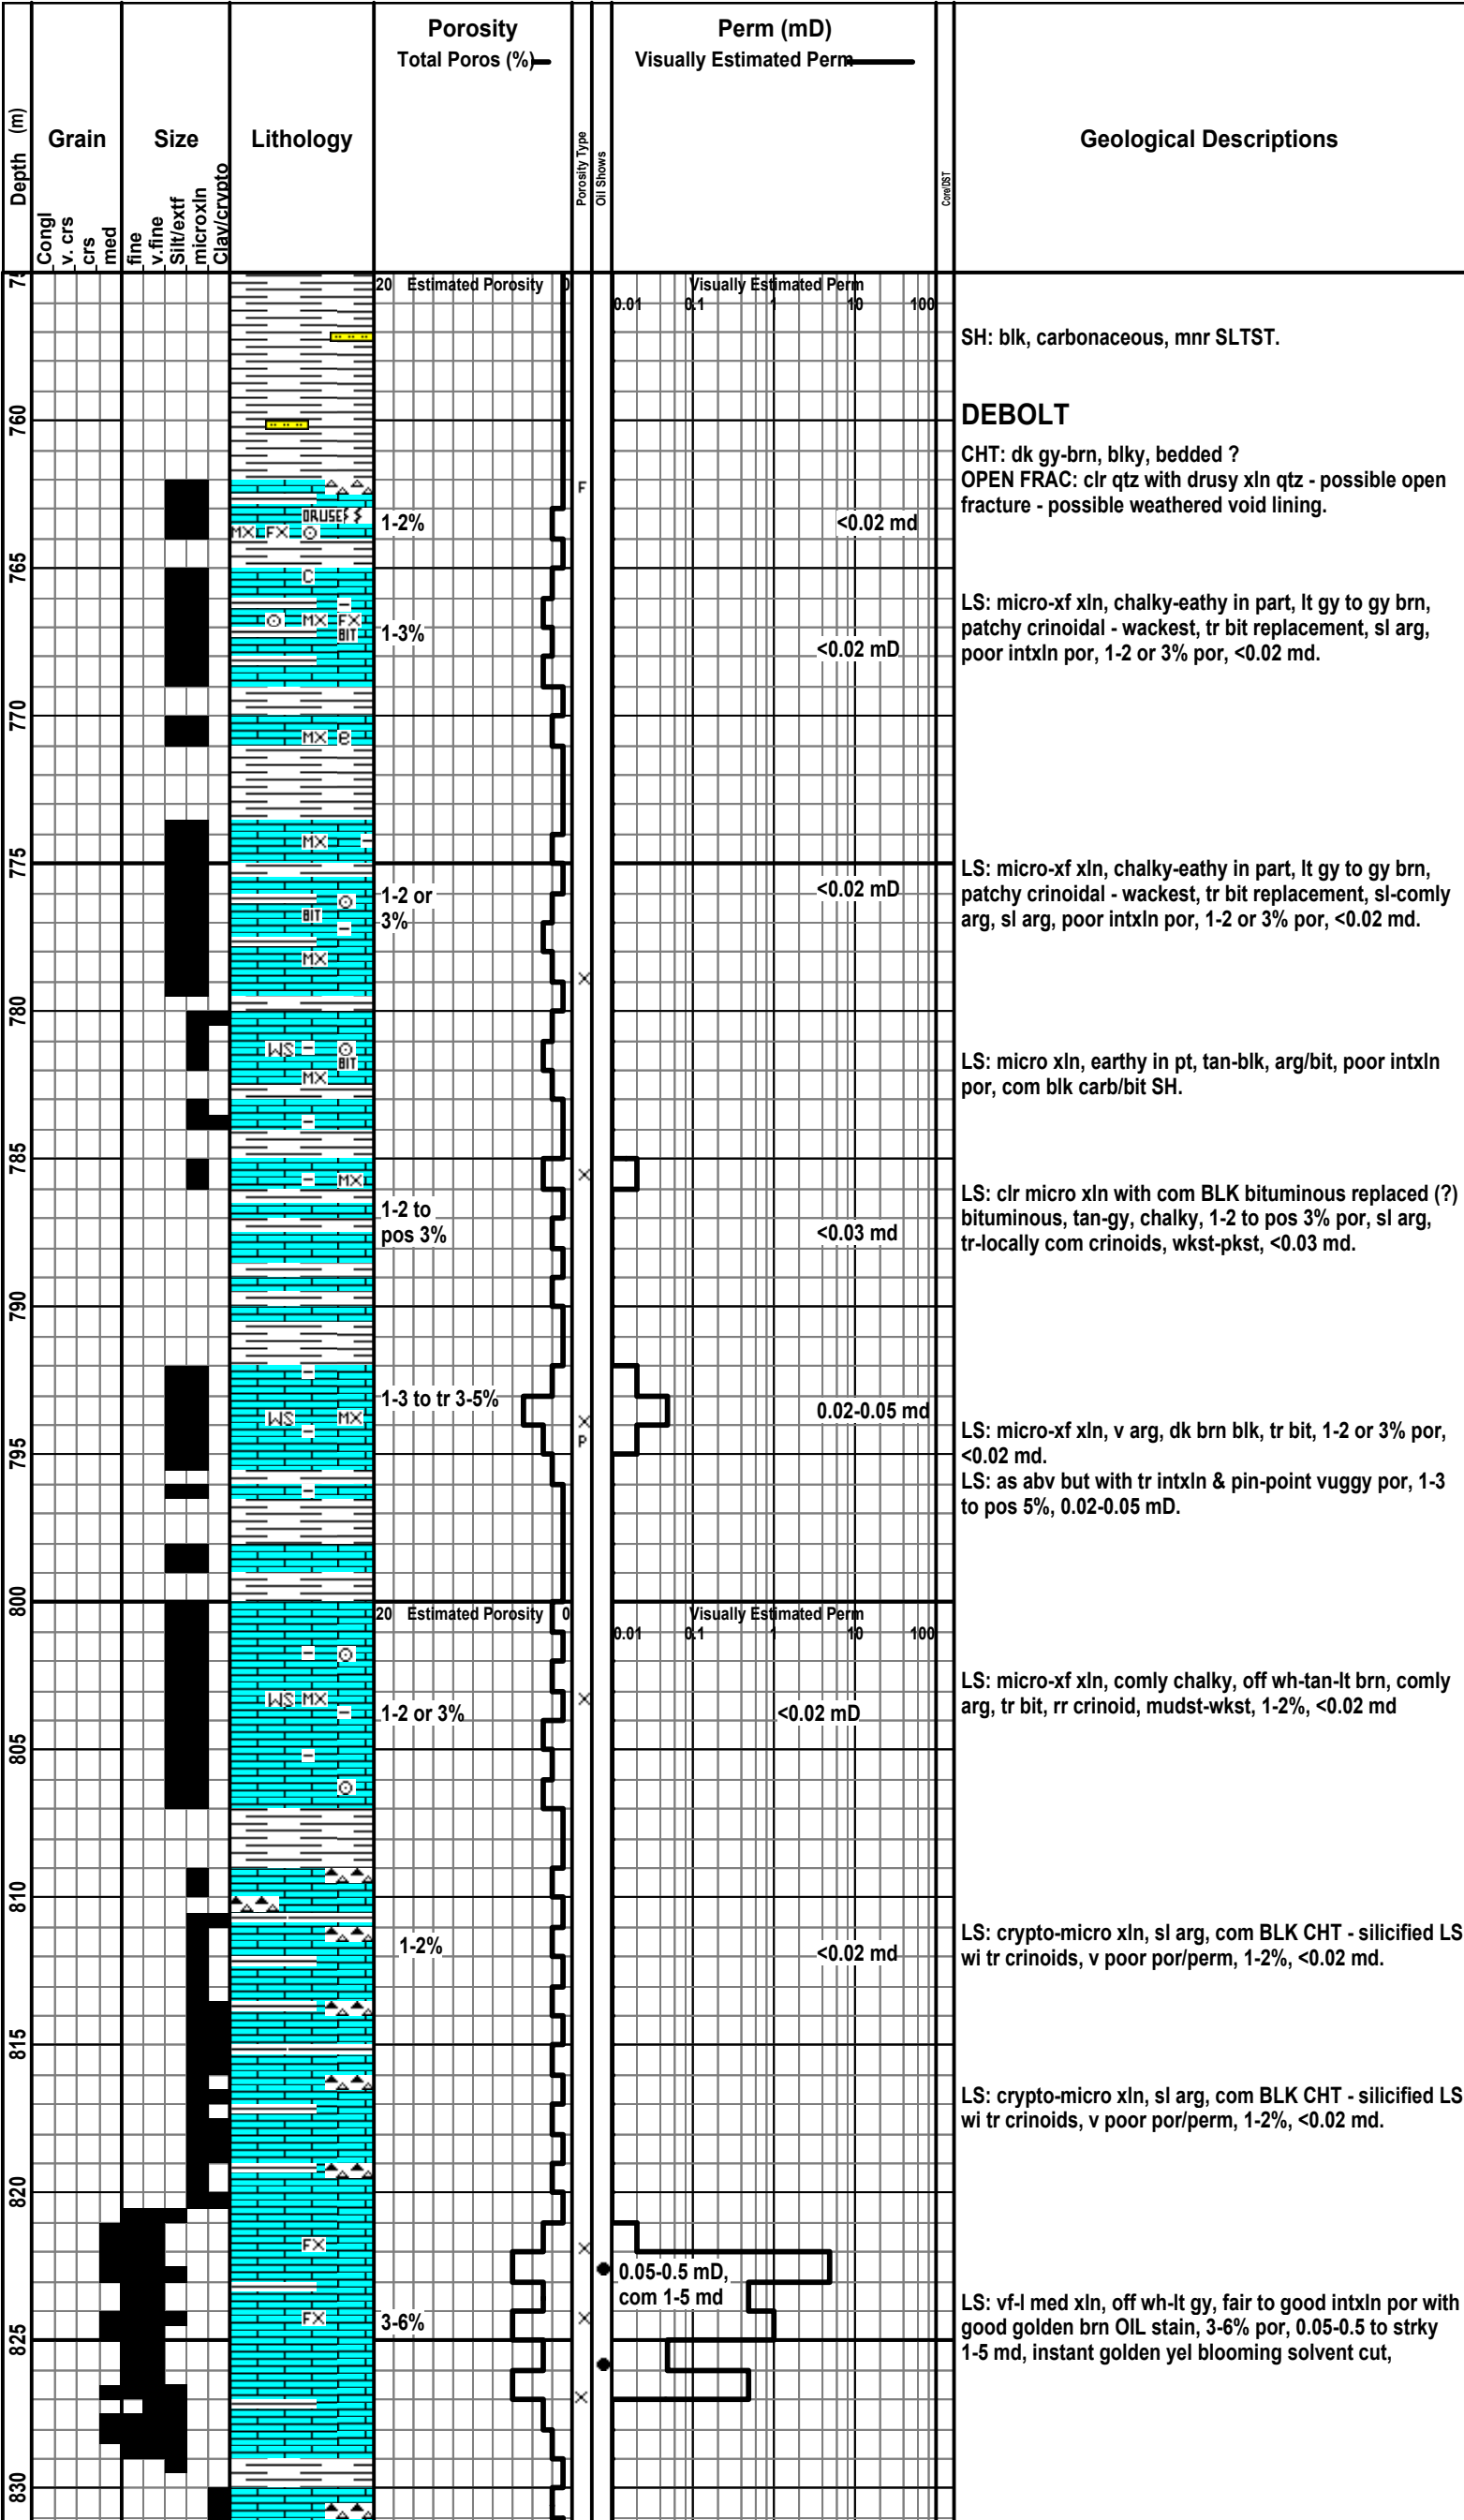 Porosity
Total Poros (%)
Perm (mD)
Visually Estimated Perm
Depth (m)
Grain Size
Lithology
Porosity Type
Oil Shows
Core/DST
Geological Descriptions
Congl
v. crs
crs
med
fine
v.fine
Silt/extf
microxln
Clay/crypto
20 Estimated Porosity 0
Visually Estimated Perm
0.01 0.1 1 10 100
SH: blk, carbonaceous, mnr SLTST.
760
DEBOLT
CHT: dk gy-brn, blky, bedded ?
F
OPEN FRAC: clr qtz with drusy xln qtz - possible open
fracture - possible weathered void lining.
DRUSE
1-2%
<0.02 md
MX FX
765
C
LS: micro-xf xln, chalky-eathy in part, lt gy to gy brn,
patchy crinoidal - wackest, tr bit replacement, sl arg,
poor intxln por, 1-2 or 3% por, <0.02 md.
MX FX
BIT
1-3%
<0.02 mD
770
MX e
MX
775
LS: micro-xf xln, chalky-eathy in part, lt gy to gy brn,
patchy crinoidal - wackest, tr bit replacement, sl-comly
arg, sl arg, poor intxln por, 1-2 or 3% por, <0.02 md.
1-2 or
3%
<0.02 mD
BIT
MX
X
780
WS
BIT
MX
LS: micro xln, earthy in pt, tan-blk, arg/bit, poor intxln
por, com blk carb/bit SH.
785
MX
X
1-2 to
pos 3%
<0.03 md
LS: clr micro xln with com BLK bituminous replaced (?)
bituminous, tan-gy, chalky, 1-2 to pos 3% por, sl arg,
tr-locally com crinoids, wkst-pkst, <0.03 md.
790
1-3 to tr 3-5%
0.02-0.05 md
WS MX
X
P
795
LS: micro-xf xln, v arg, dk brn blk, tr bit, 1-2 or 3% por,
<0.02 md.
LS: as abv but with tr intxln & pin-point vuggy por, 1-3
to pos 5%, 0.02-0.05 mD.
800
20 Estimated Porosity 0
Visually Estimated Perm
0.01 0.1 1 10 100
WS MX
X
1-2 or 3%
<0.02 mD
LS: micro-xf xln, comly chalky, off wh-tan-lt brn, comly
arg, tr bit, rr crinoid, mudst-wkst, 1-2%, <0.02 md
805
810
1-2%
<0.02 md
LS: crypto-micro xln, sl arg, com BLK CHT - silicified LS
wi tr crinoids, v poor por/perm, 1-2%, <0.02 md.
815
LS: crypto-micro xln, sl arg, com BLK CHT - silicified LS
wi tr crinoids, v poor por/perm, 1-2%, <0.02 md.
820
FX
X
0.05-0.5 mD,
com 1-5 md
FX
X
3-6%
825
LS: vf-l med xln, off wh-lt gy, fair to good intxln por with
good golden brn OIL stain, 3-6% por, 0.05-0.5 to strky
1-5 md, instant golden yel blooming solvent cut,
X
830